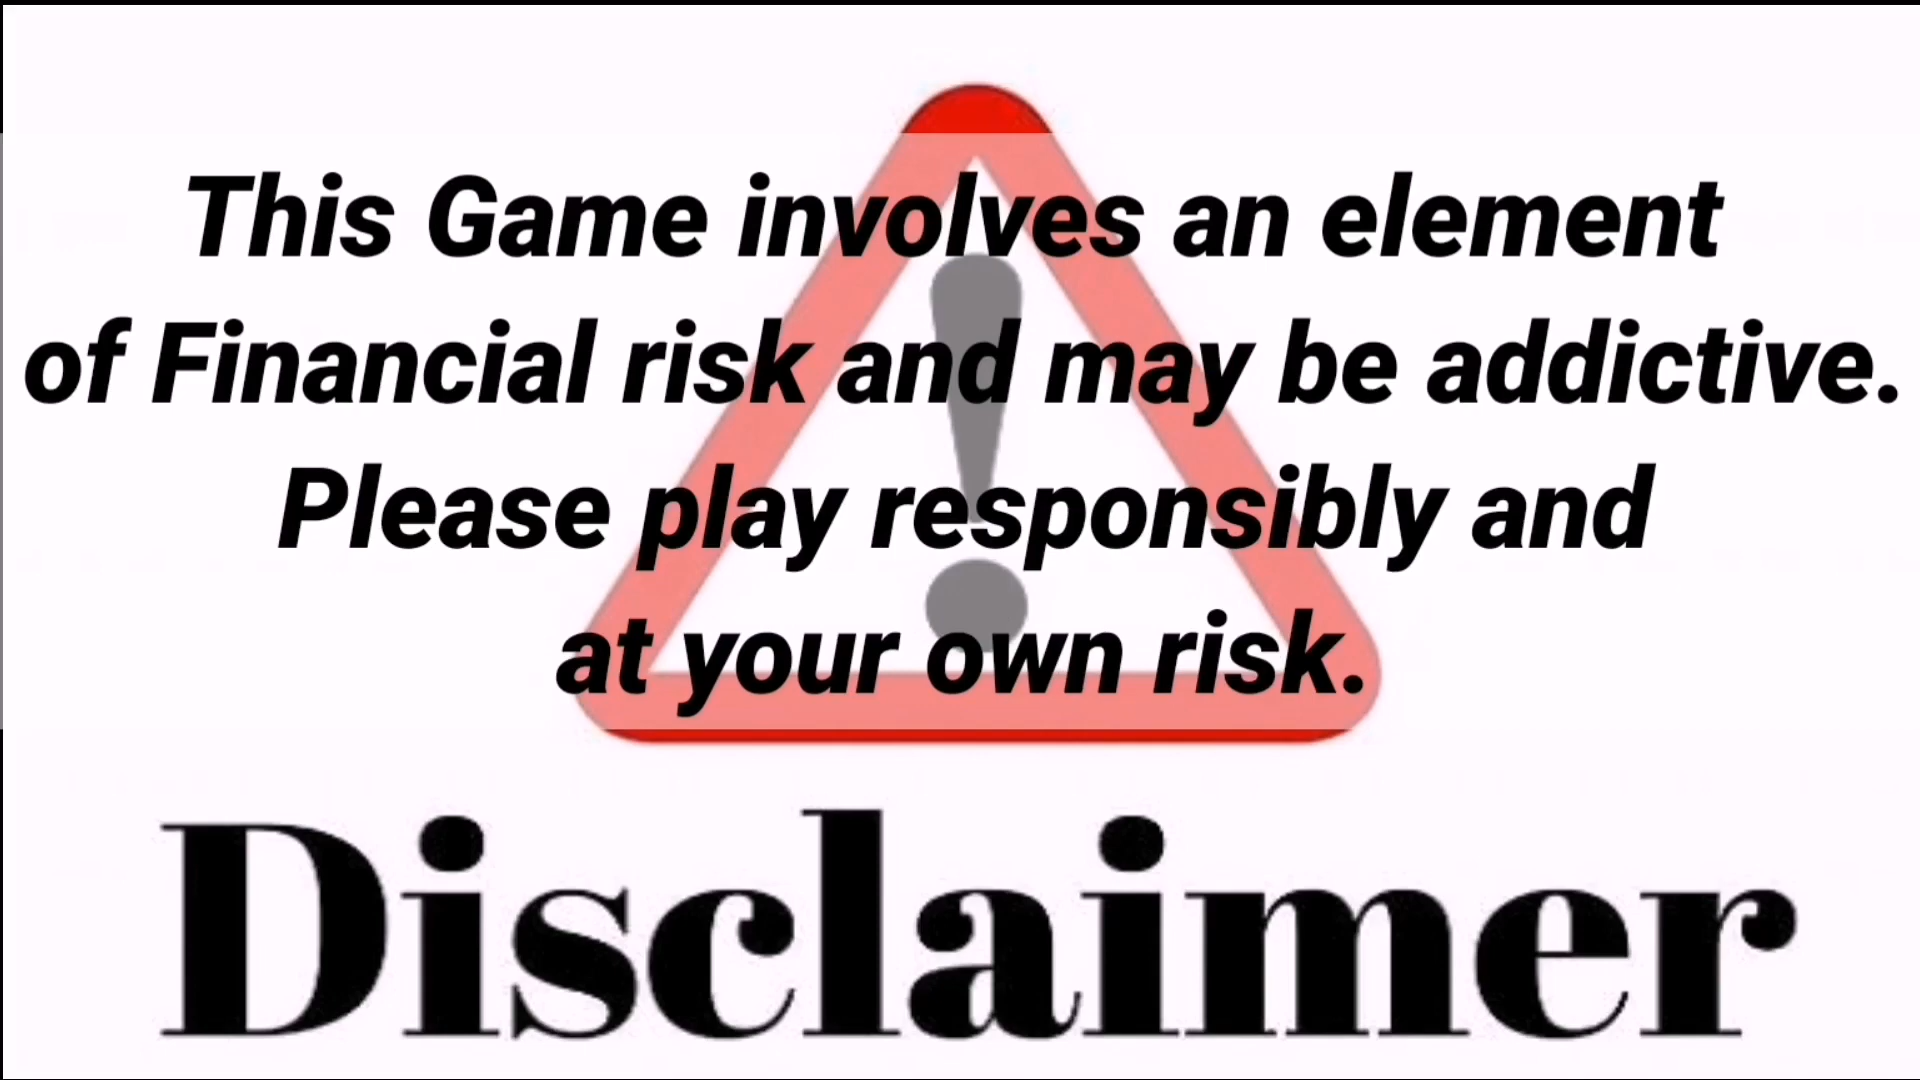 This Game involves an element
of Financial risk and may be addictive.
Please play responsibly and
at your own risk.
Disclaimer